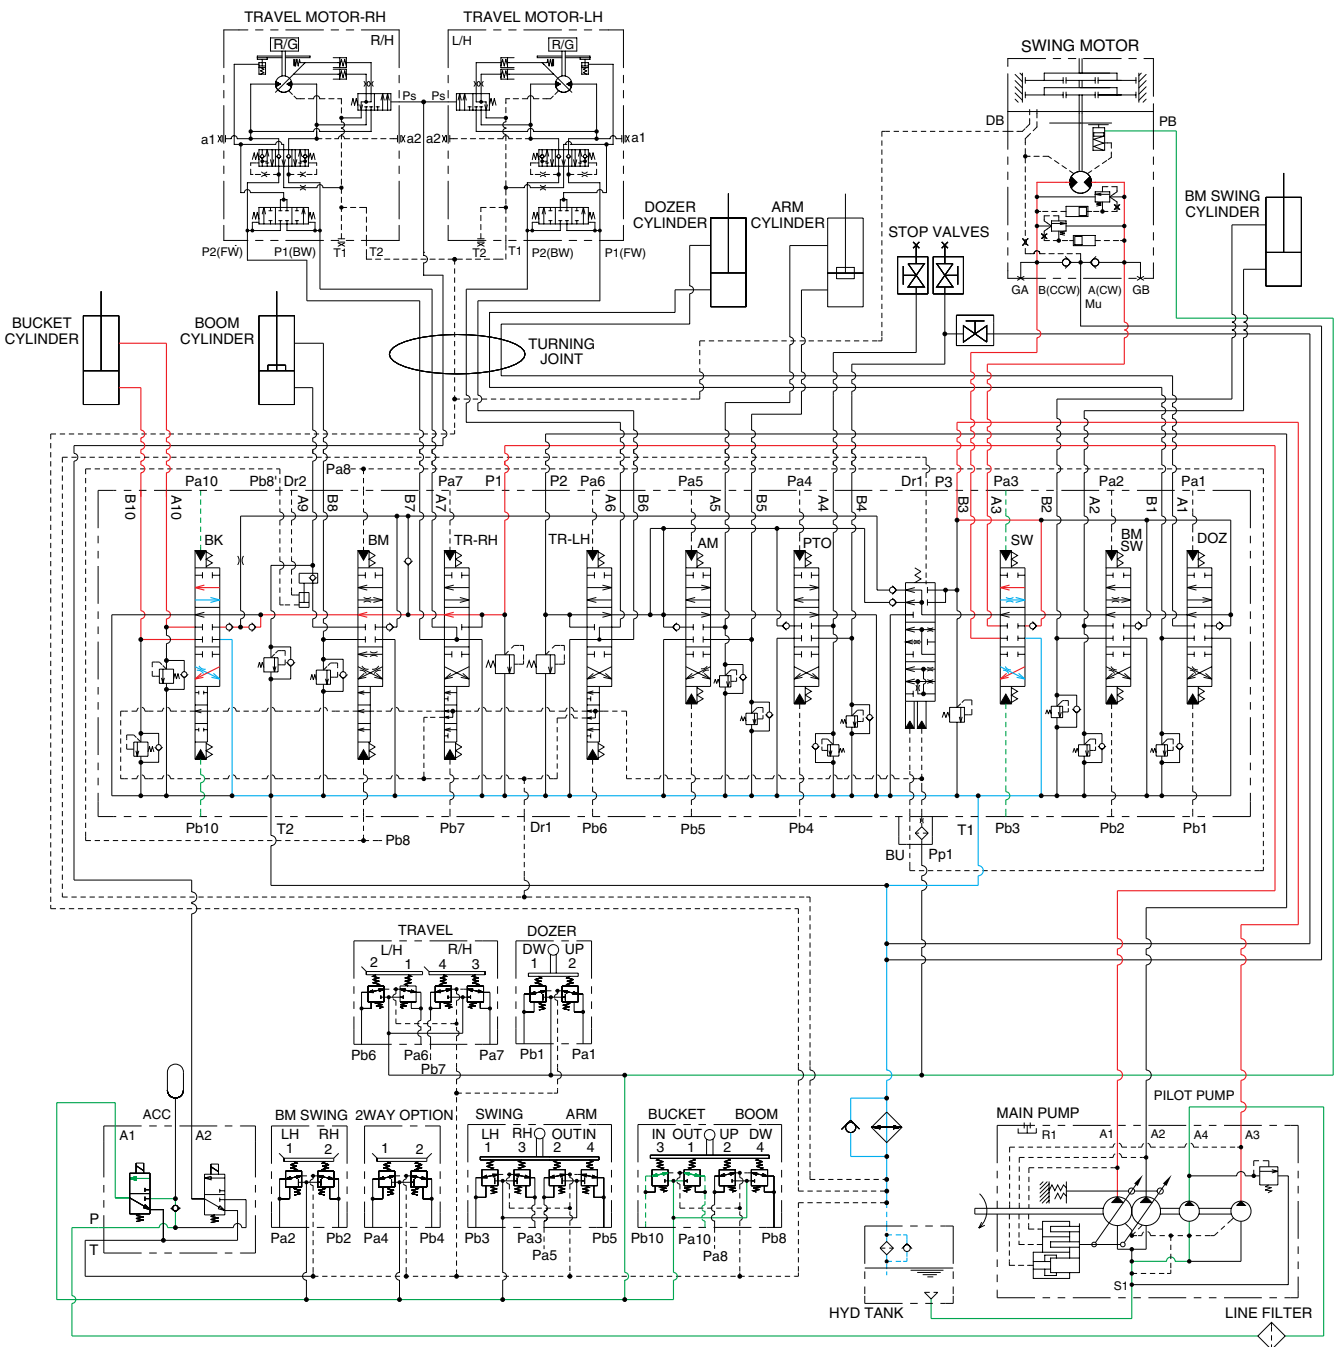 TRAVEL MOTOR-RH
TRAVEL MOTOR-LH
R/G
R/H
L/H
R/G
SWING MOTOR
Ps
Ps
DB
PB
a1
a2
a2
a1
DOZER
CYLINDER
ARM
CYLINDER
BM SWING
CYLINDER
STOP VALVES
P2(FW)
P1(BW)
T1
T2
T2
T1
P2(BW)
P1(FW)
GA
B(CCW)
A(CW)
GB
Mu
BUCKET
CYLINDER
BOOM
CYLINDER
TURNING
JOINT
Pa10
Pb8'
Dr2
Pa8
Pa7
P1
P2
Pa6
Pa5
Pa4
Dr1
P3
Pa3
Pa2
Pa1
B10
A10
A9
B8
B7
A7
A6
B6
A5
B5
A4
B4
B3
A3
B2
A2
B1
A1
BK
BM
TR-RH
TR-LH
AM
PTO
SW
BM
SW
DOZ
Pb10
T2
Pb8
Pb7
Dr1
Pb6
Pb5
Pb4
BU
Pp1
T1
Pb3
Pb2
Pb1
TRAVEL
L/H
R/H
2
1
4
3
Pb6
Pa6
Pb7
Pa7
DOZER
DW
UP
1
2
Pb1
Pa1
ACC
A1
A2
P
T
BM SWING
LH
RH
1
2
Pa2
Pb2
2WAY OPTION
1
2
Pa4
Pb4
SWING
ARM
LH
RH
OUT
IN
1
3
2
4
Pb3
Pa3
Pa5
Pb5
BUCKET
BOOM
IN
OUT
UP
DW
3
1
2
4
Pb10
Pa10
Pa8
Pb8
HYD TANK
PILOT PUMP
MAIN PUMP
R1
A1
A2
A4
A3
S1
LINE FILTER